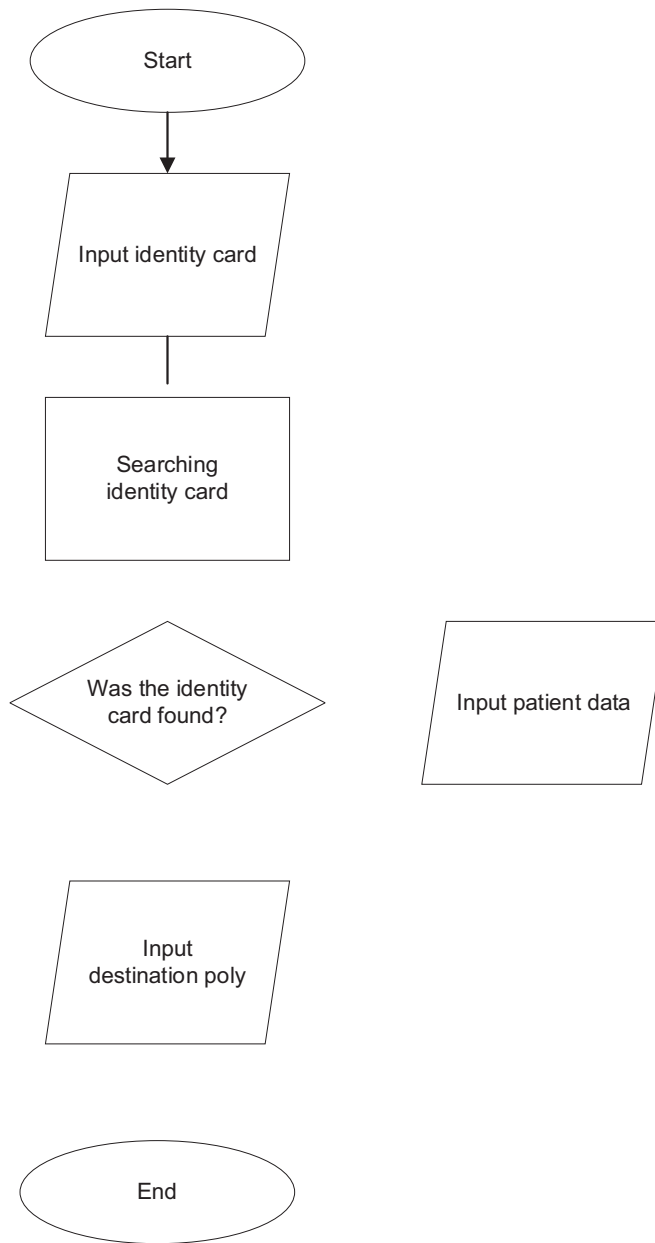 Start
Input identity card
Searching
identity card
Was the identity
card found?
Input patient data
Input
destination poly
End